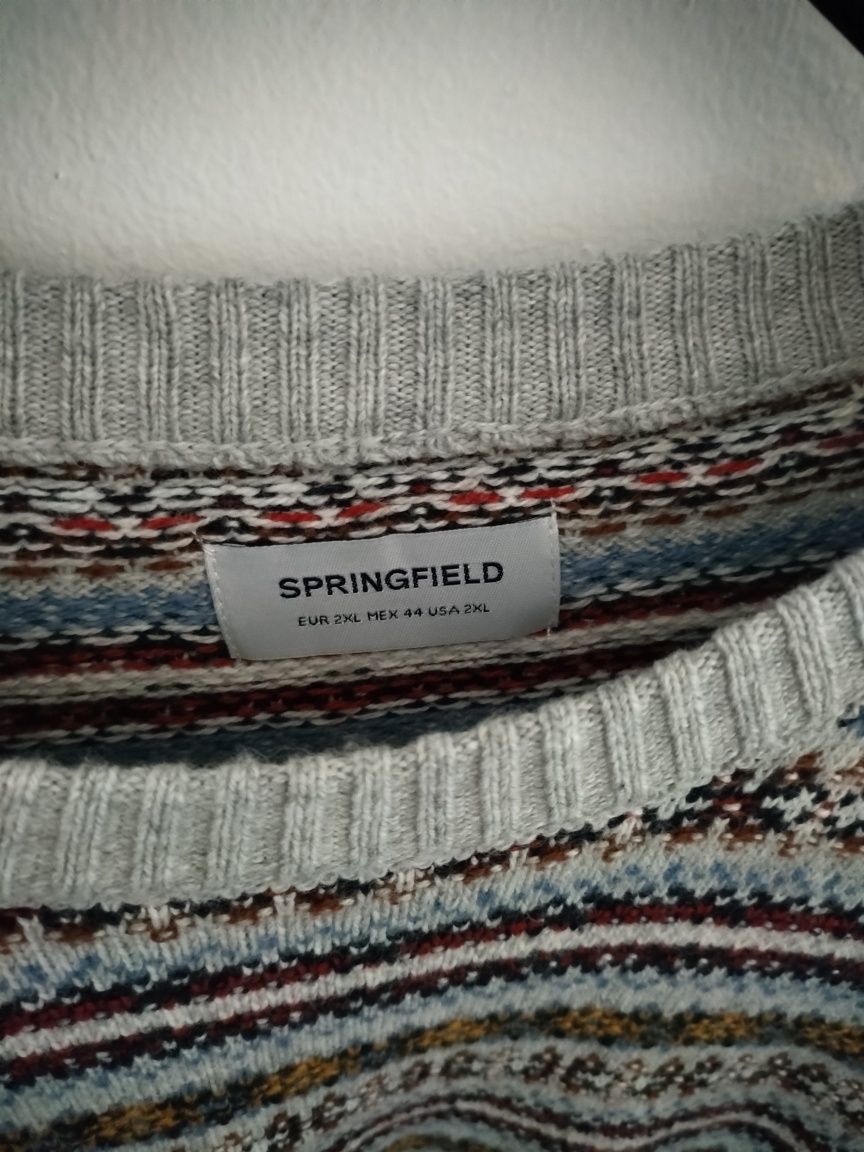 SPRINGFIELD
EUR 2XL MEX 44 USA 2XL